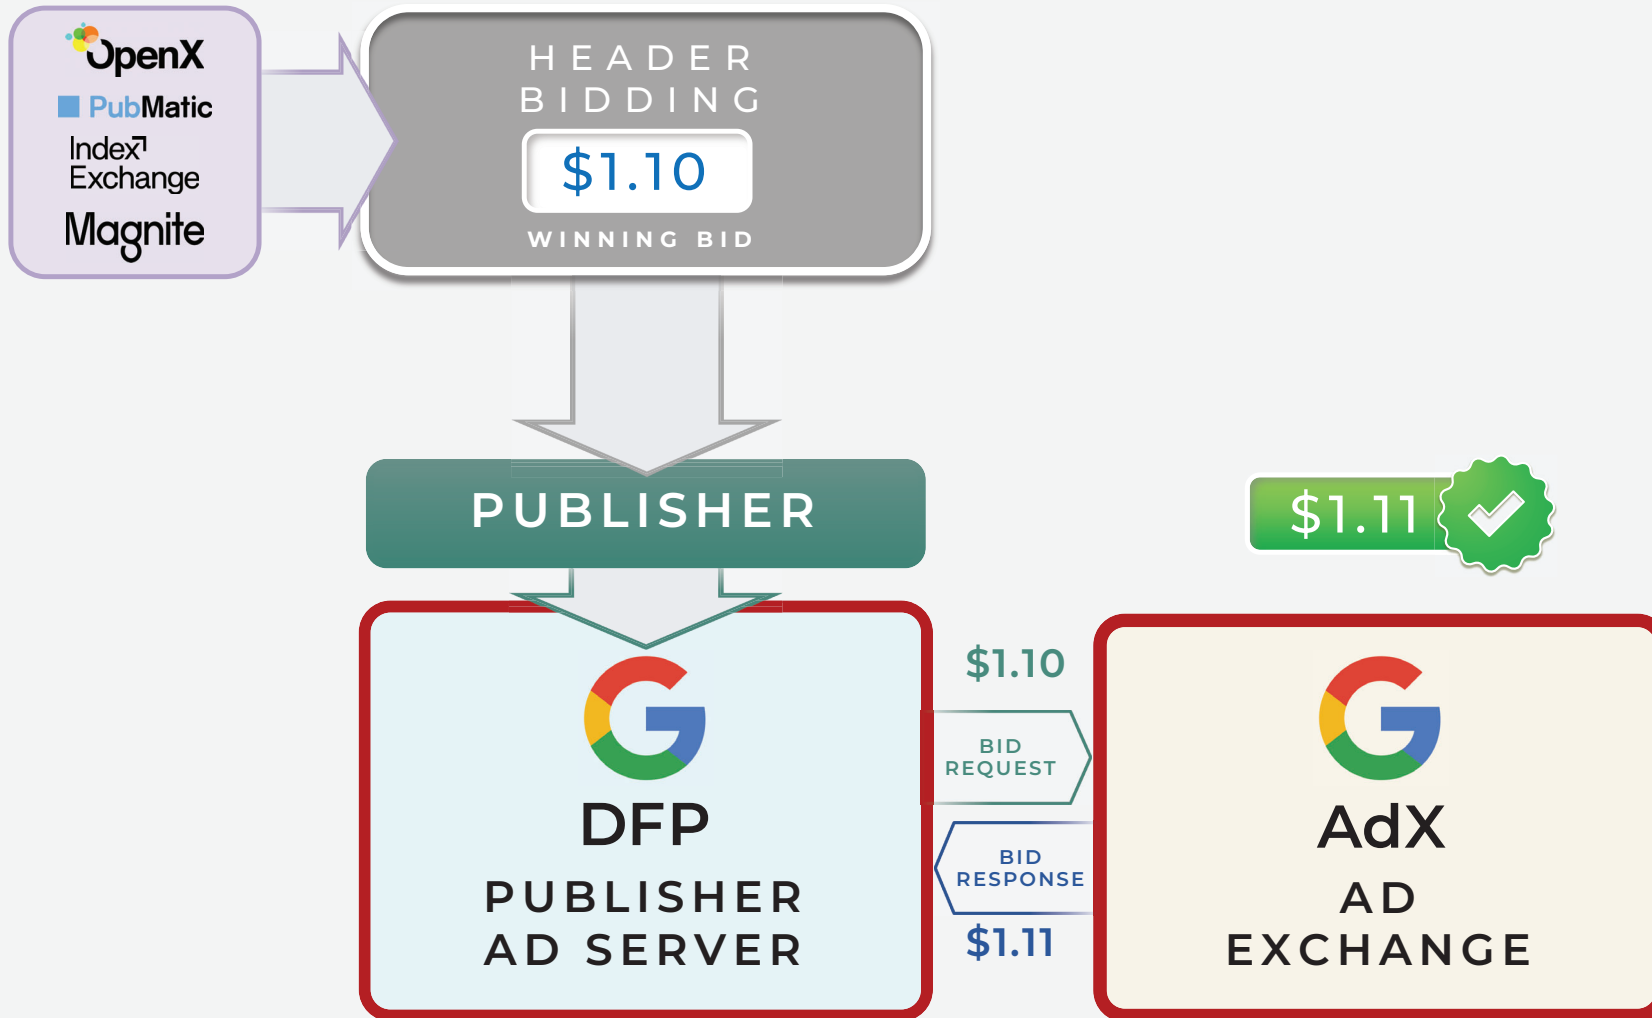 OpenX
PubMatic
Index
Exchange
Magnite
HEADER
BIDDING
$1.10
WINNING BID
PUBLISHER
$1.11
DFP
PUBLISHER
AD SERVER
$1.10
BID
REQUEST
BID
RESPONSE
$1.11
AdX
AD
EXCHANGE